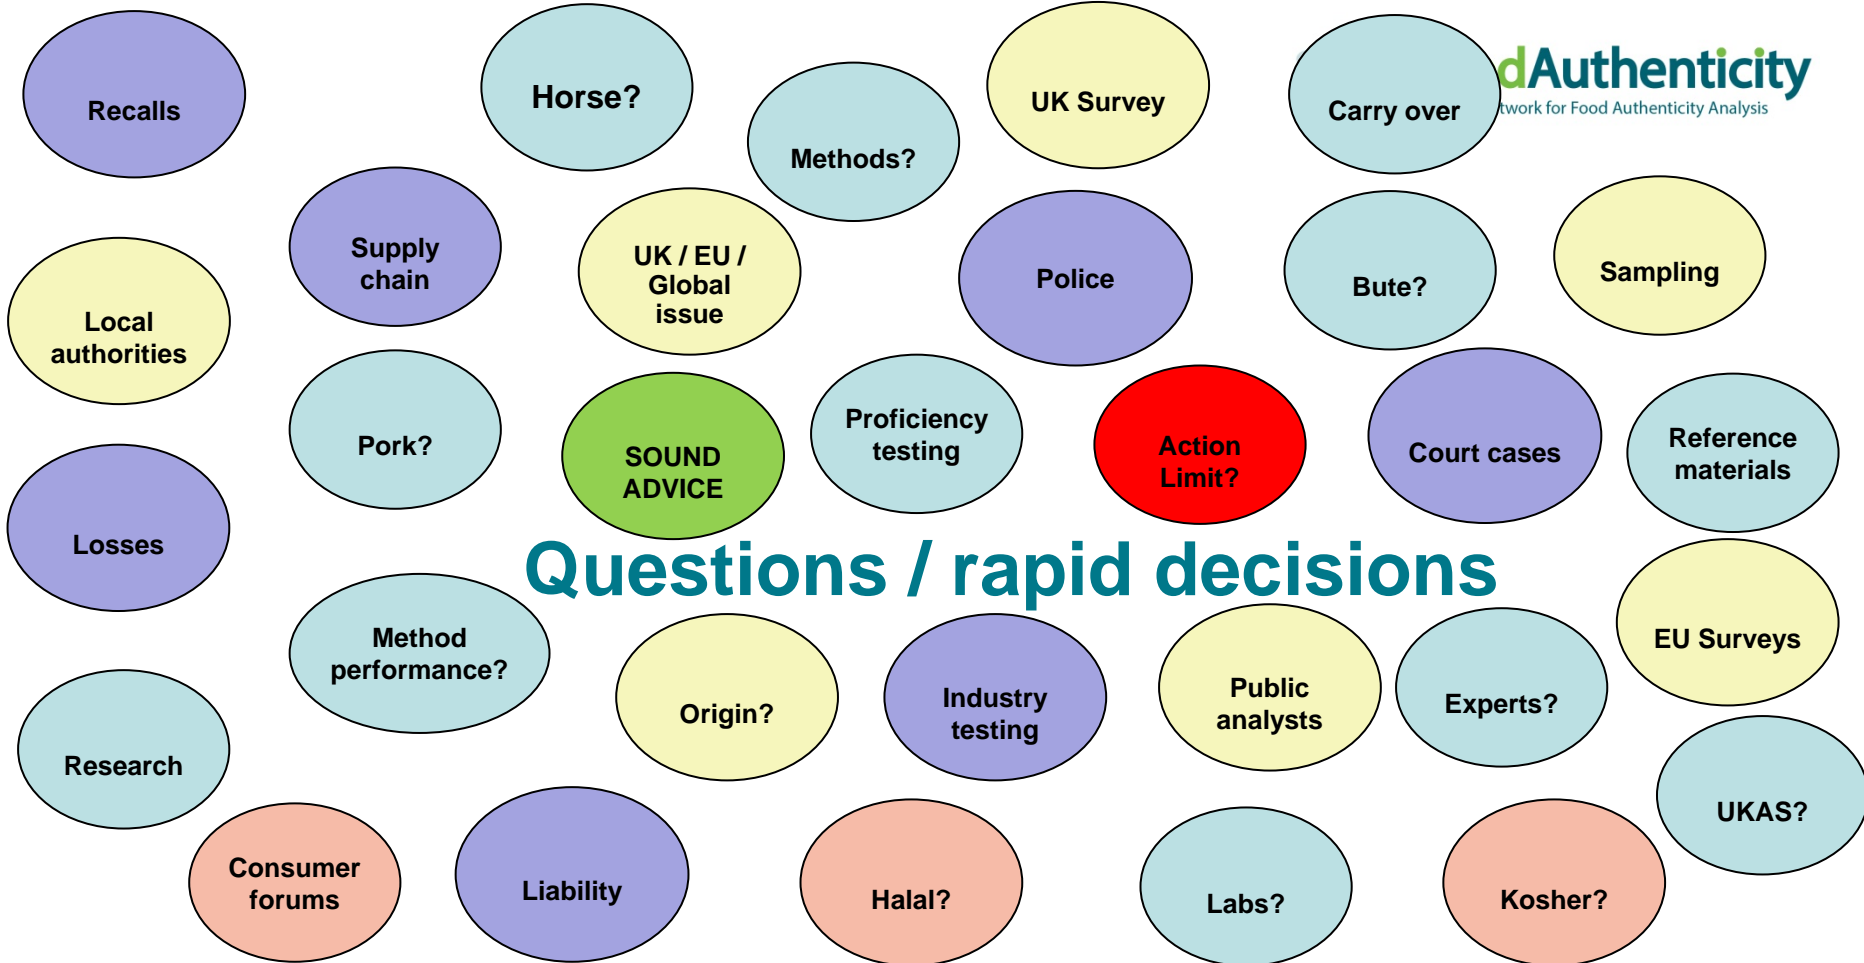 Recalls
Horse?
Methods?
UK Survey
Carry over
dAuthenticity
twork for Food Authenticity Analysis
Supply
chain
UK / EU /
Global
issue
Police
Bute?
Sampling
Local
authorities
Pork?
SOUND
ADVICE
Proficiency
testing
Action
Limit?
Court cases
Reference
materials
Losses
Questions / rapid decisions
Method
performance?
Origin?
Industry
testing
Public
analysts
Experts?
EU Surveys
Research
UKAS?
Consumer
forums
Liability
Halal?
Labs?
Kosher?